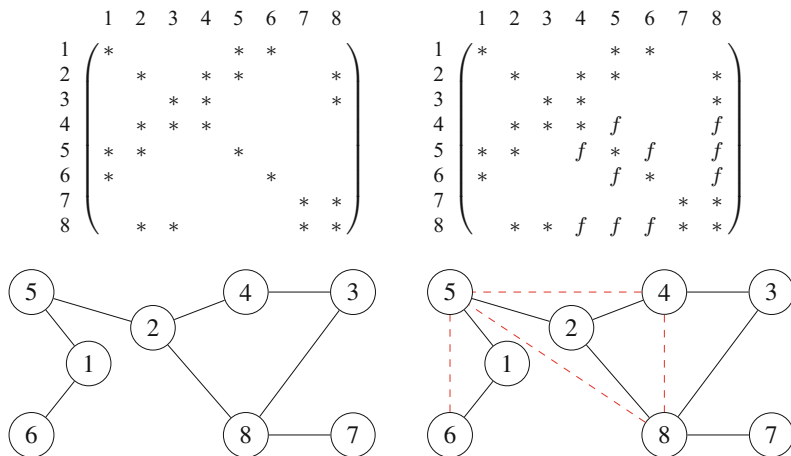 1 2 3 4 5 6 7 8 1 2 3 4 5 6 7 8
1 * * * 1 * * *
2 * * * * 2 * * * *
3 * * * 3 * * *
4 * * * 4 * * * f f
5 * * * 5 * * f * f f
6 * * 6 * f * f
7 * * 7 * *
8 * * * * 8 * * f f f * *
5 4 3 5 4 3
2 2
1 1
6 8 7 6 8 7